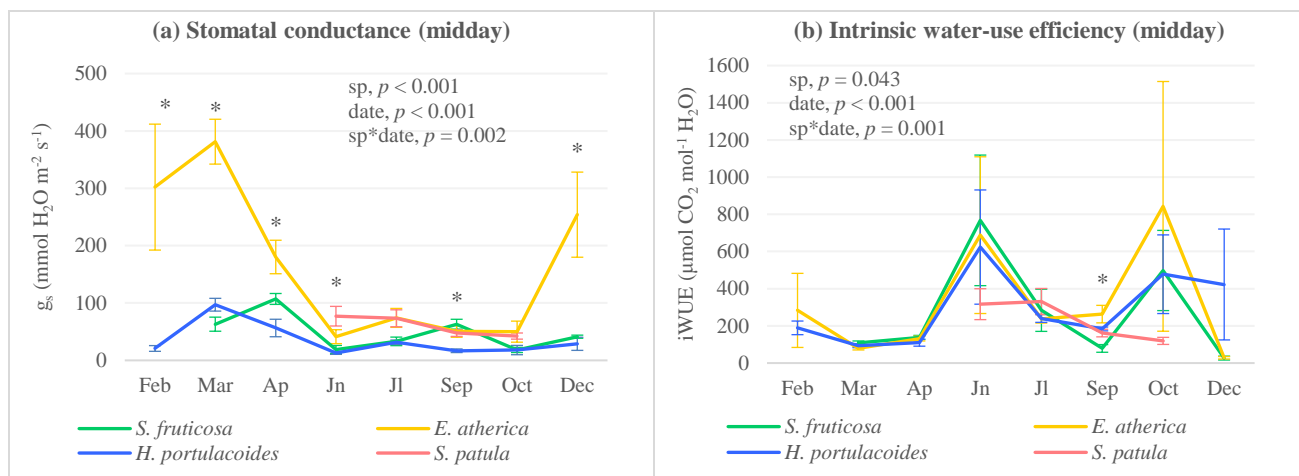 (a) Stomatal conductance (midday)
gs (mmol H2O m-2 s-1)
500
400
300
200
100
0
sp, p < 0.001
date, p < 0.001
sp*date, p = 0.002
*
*
*
*
*
*
Feb Mar Ap Jn Jl Sep Oct Dec
S. fruticosa E. atherica
H. portulacoides S. patula
(b) Intrinsic water-use efficiency (midday)
iWUE (µmol CO2 mol-1 H2O)
1600
1400
1200
1000
800
600
400
200
0
sp, p = 0.043
date, p < 0.001
sp*date, p = 0.001
*
Feb Mar Ap Jn Jl Sep Oct Dec
S. fruticosa E. atherica
H. portulacoides S. patula